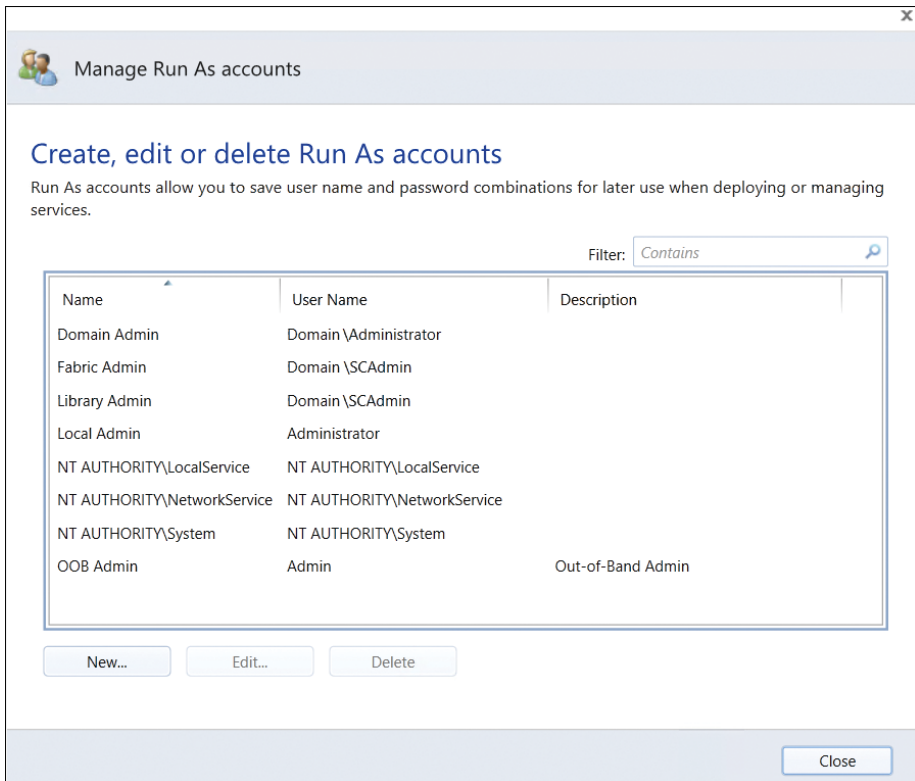 x
Manage Run As accounts
Create, edit or delete Run As accounts
Run As accounts allow you to save user name and password combinations for later use when deploying or managing
services.
Filter: Contains
Name User Name Description
Domain Admin Domain \Administrator
Fabric Admin Domain \SCAdmin
Library Admin Domain \SCAdmin
Local Admin Administrator
NT AUTHORITY\LocalService NT AUTHORITY\LocalService
NT AUTHORITY\NetworkService NT AUTHORITY\NetworkService
NT AUTHORITY\System NT AUTHORITY\System
OOB Admin Admin Out-of-Band Admin
New... Edit... Delete
Close